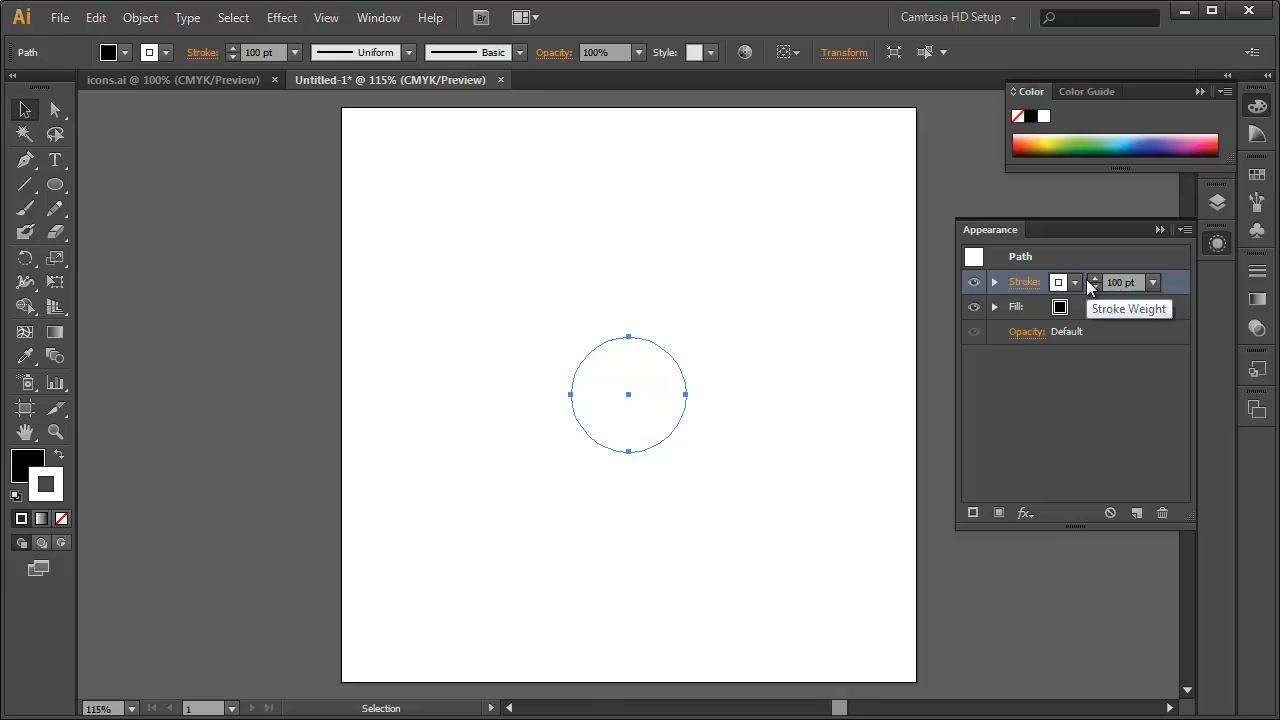 Ai File Edit Object Type Select Effect View Window Help Br Camtasia HD Setup
Path Stroke: 100 pt Uniform Basic Opacity: 100% Style: Transform
icons.ai @ 100% (CMYK/Preview) Untitled-1* @ 115% (CMYK/Preview)
Color Color Guide
T
Appearance
Path
Stroke: 100 pt
Fill: Stroke Weight
Opacity: Default
fx
115% 1 Selection